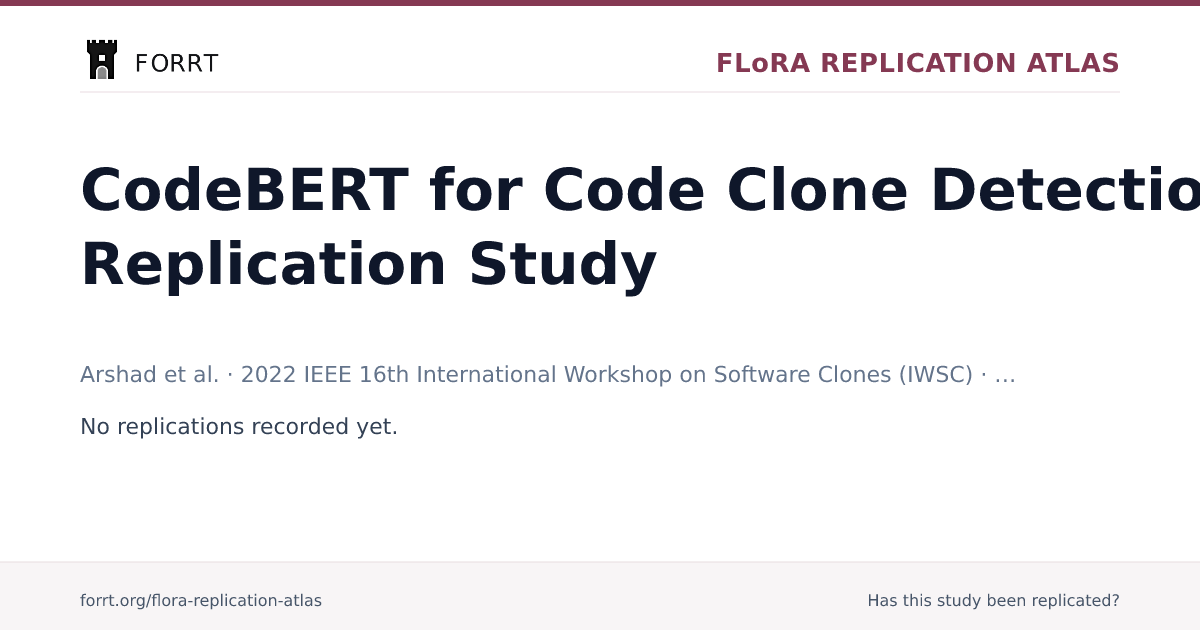 FORRT
FLoRA REPLICATION ATLAS
CodeBERT for Code Clone Detectio
Replication Study
Arshad et al. · 2022 IEEE 16th International Workshop on Software Clones (IWSC) · …
No replications recorded yet.
forrt.org/flora-replication-atlas
Has this study been replicated?